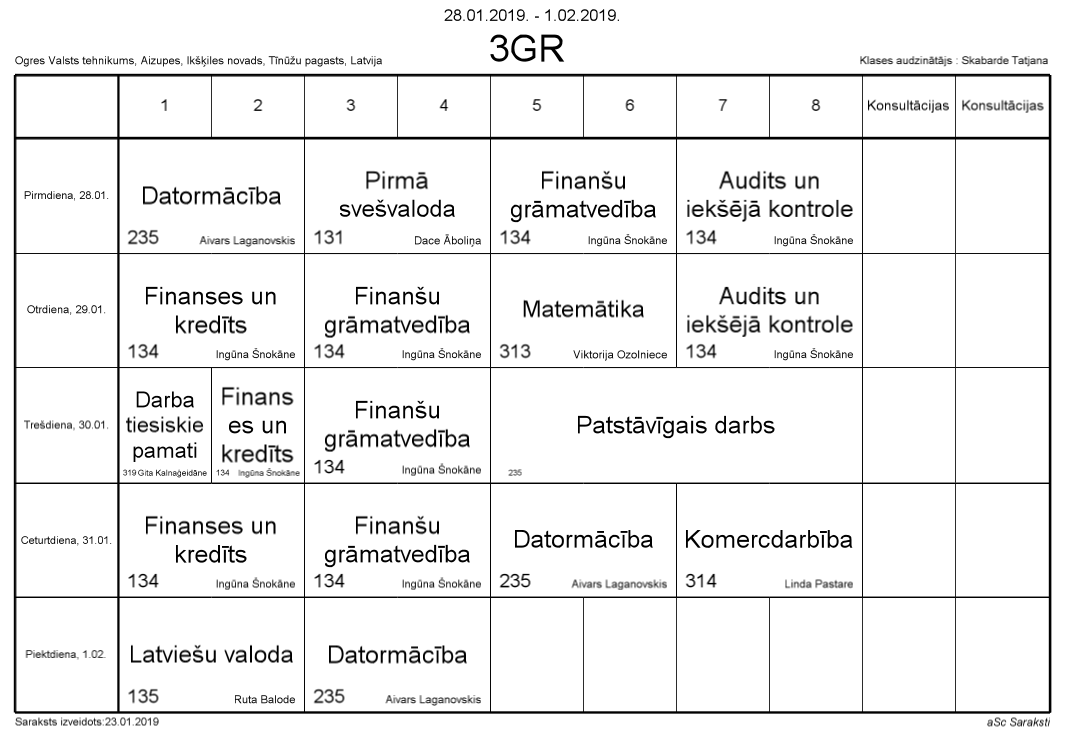 28.01.2019. - 1.02.2019.
3GR
Ogres Valsts tehnikums, Aizupes, Ikšķiles novads, Tīnūžu pagasts, Latvija
Klases audzinātājs : Skabarde Tatjana
1 2 3 4 5 6 7 8 Konsultācijas Konsultācijas
Pirmdiena, 28.01.
Datormācība
235 Aivars Laganovskis
Pirmā
svešvaloda
131 Dace Āboliņa
Finanšu
grāmatvedība
134 Ingūna Šnokāne
Audits un
iekšējā kontrole
134 Ingūna Šnokāne
Otrdiena, 29.01.
Finanses un
kredīts
134 Ingūna Šnokāne
Finanšu
grāmatvedība
134 Ingūna Šnokāne
Matemātika
313 Viktorija Ozolniece
Audits un
iekšējā kontrole
134 Ingūna Šnokāne
Trešdiena, 30.01.
Darba
tiesiskie
pamati
319 Gita Kalnaģeidāne
Finans
es un
kredīts
134 Ingūna Šnokāne
Finanšu
grāmatvedība
134 Ingūna Šnokāne
Patstāvīgais darbs
235
Ceturtdiena, 31.01.
Finanses un
kredīts
134 Ingūna Šnokāne
Finanšu
grāmatvedība
134 Ingūna Šnokāne
Datormācība
235 Aivars Laganovskis
Komercdarbība
314 Linda Pastare
Piektdiena, 1.02.
Latviešu valoda
135 Ruta Balode
Datormācība
235 Aivars Laganovskis
Saraksts izveidots:23.01.2019
aSc Saraksti